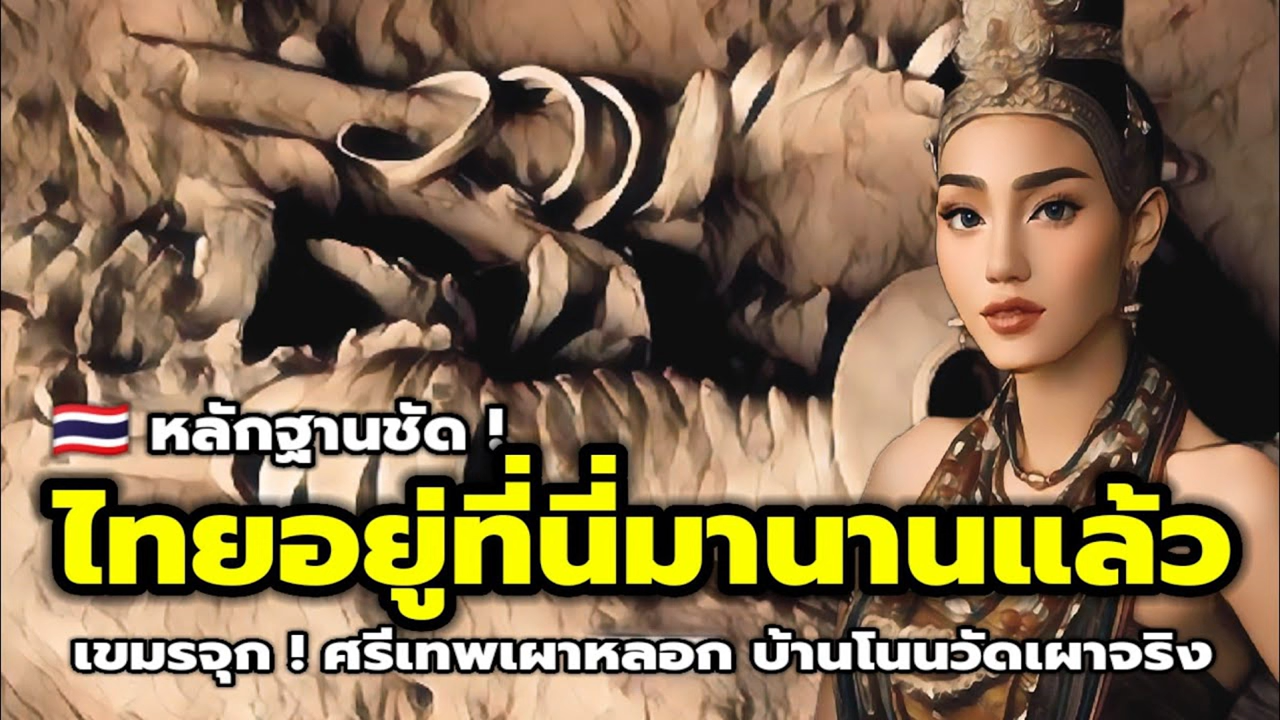 หลักฐานชัด !
ไทยอยู่ที่นี่มานานแล้ว
เขมรจุก ! ศรีเทพเผาหลอก บ้านโนนวัดเผาจริง